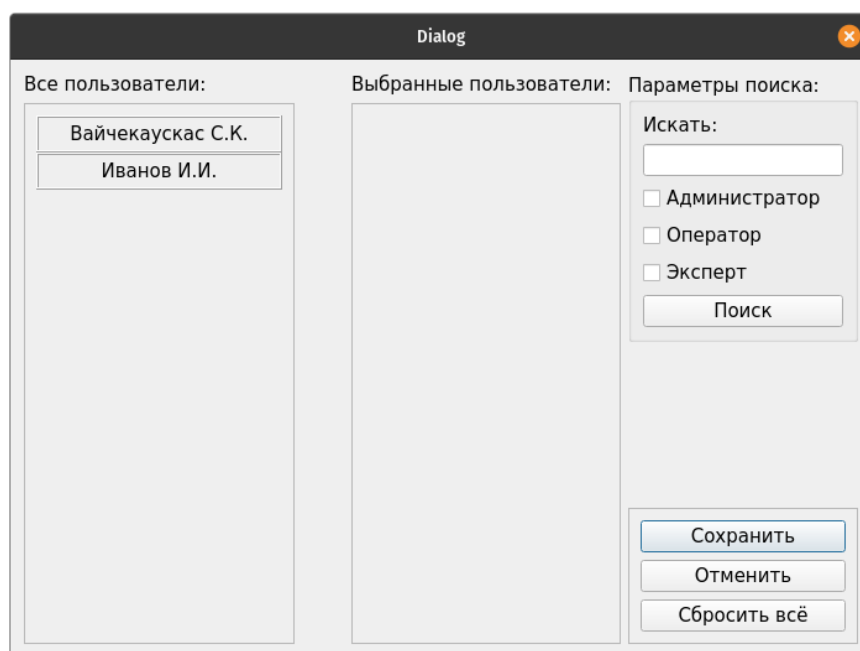 Dialog
Все пользователи:
Вайчекаускас С.К.
Иванов И.И.
Выбранные пользователи:
Параметры поиска:
Искать:
Администратор
Оператор
Эксперт
Поиск
Сохранить
Отменить
Сбросить всё